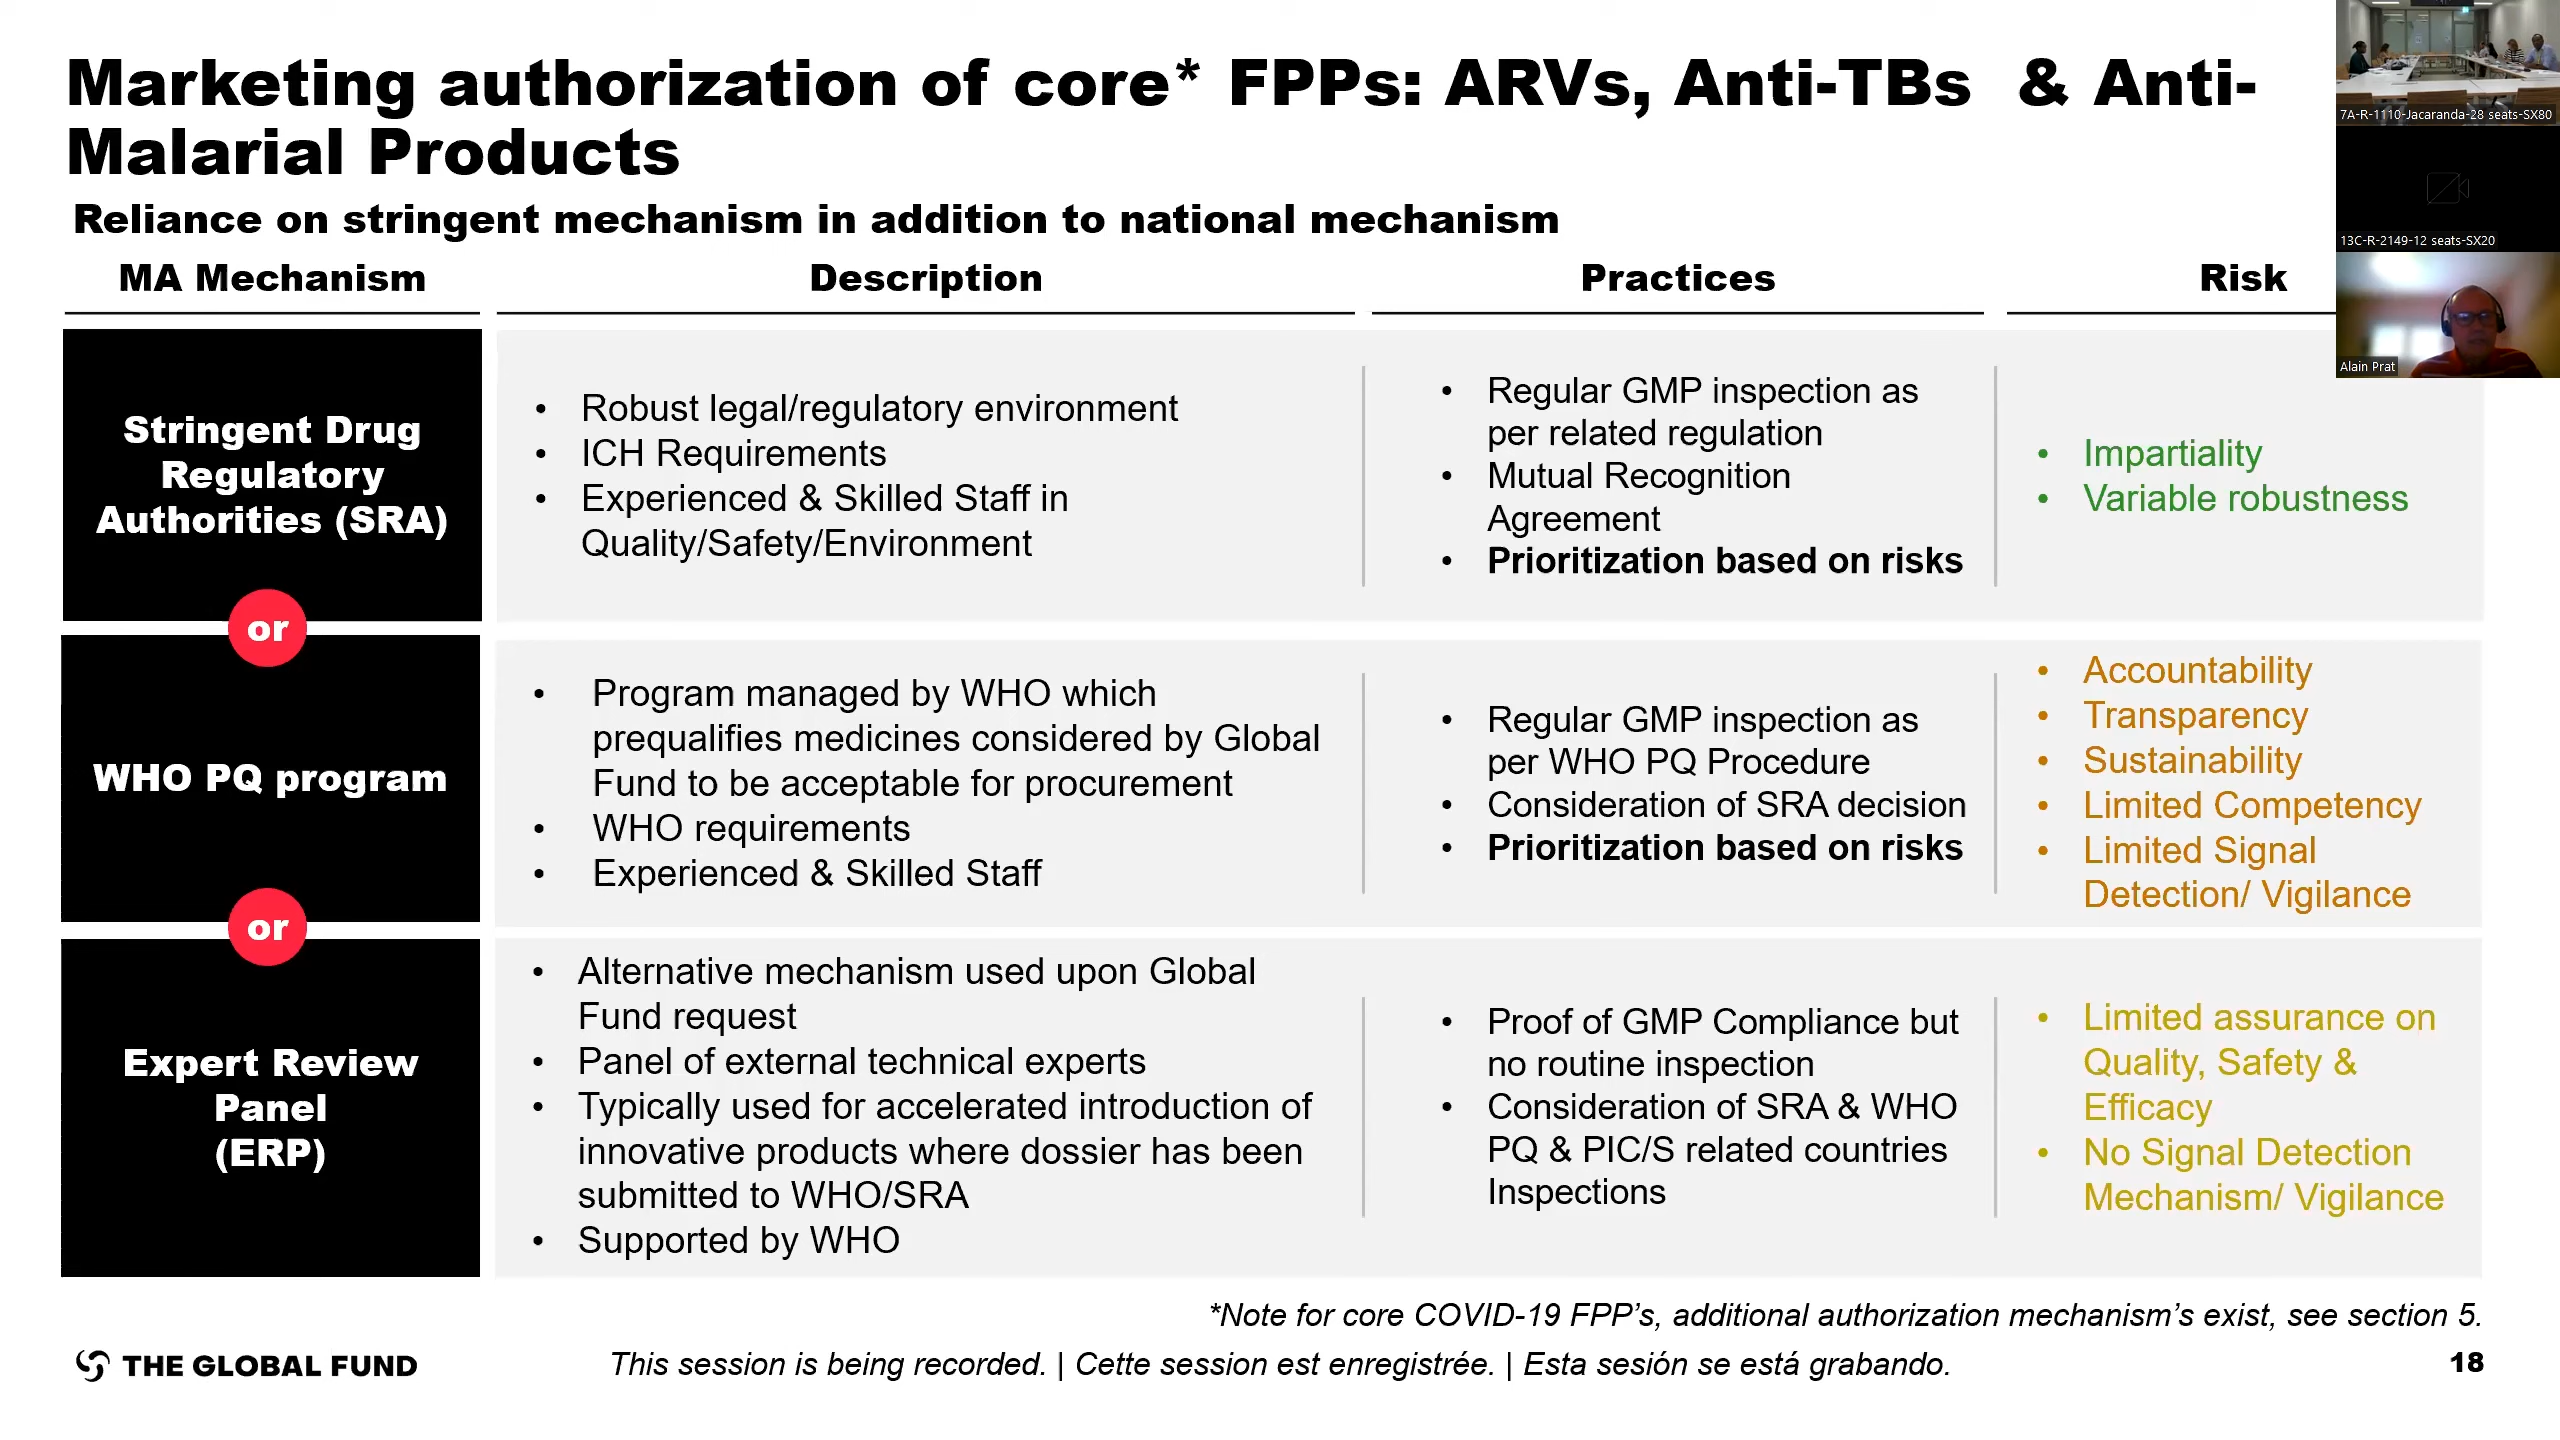 Marketing authorization of core* FPPs: ARVs, Anti-TBs & Anti-
Malarial Products
Reliance on stringent mechanism in addition to national mechanism
MA Mechanism
Description
Practices
Risk
Stringent Drug
Regulatory
Authorities (SRA)
• Robust legal/regulatory environment
• ICH Requirements
• Experienced & Skilled Staff in
Quality/Safety/Environment
• Regular GMP inspection as
per related regulation
• Mutual Recognition
Agreement
• Prioritization based on risks
• Impartiality
• Variable robustness
or
WHO PQ program
• Program managed by WHO which
prequalifies medicines considered by Global
Fund to be acceptable for procurement
• WHO requirements
• Experienced & Skilled Staff
• Regular GMP inspection as
per WHO PQ Procedure
• Consideration of SRA decision
• Prioritization based on risks
• Accountability
• Transparency
• Sustainability
• Limited Competency
• Limited Signal
Detection/ Vigilance
or
Expert Review
Panel
(ERP)
• Alternative mechanism used upon Global
Fund request
• Panel of external technical experts
• Typically used for accelerated introduction of
innovative products where dossier has been
submitted to WHO/SRA
• Supported by WHO
• Proof of GMP Compliance but
no routine inspection
• Consideration of SRA & WHO
PQ & PIC/S related countries
Inspections
• Limited assurance on
Quality, Safety &
Efficacy
• No Signal Detection
Mechanism/ Vigilance
*Note for core COVID-19 FPP’s, additional authorization mechanism’s exist, see section 5.
THE GLOBAL FUND
This session is being recorded. | Cette session est enregistrée. | Esta sesión se está grabando.
18
7A-R-1110-Jacaranda-28 seats-SX80
13C-R-2149-12 seats-SX20
Alain Prat